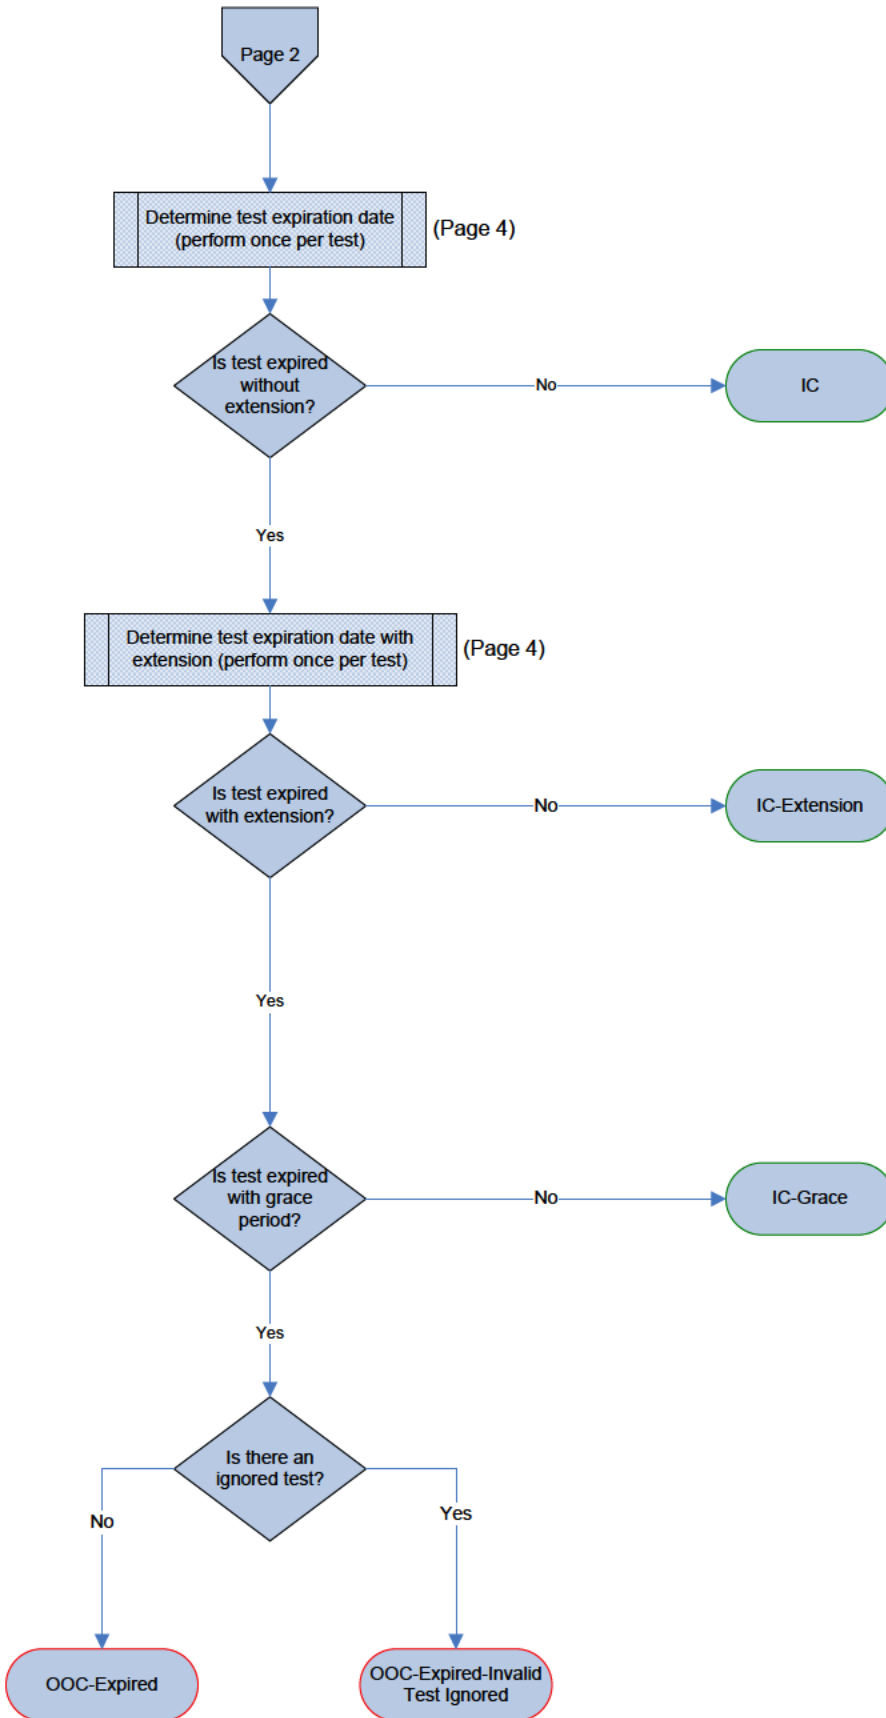 Page 2
Determine test expiration date
(perform once per test)
(Page 4)
Is test expired
without
extension?
No
IC
Yes
Determine test expiration date with
extension (perform once per test)
(Page 4)
Is test expired
with extension?
No
IC-Extension
Yes
Is test expired
with grace
period?
No
IC-Grace
Yes
Is there an
ignored test?
No
Yes
OOC-Expired
OOC-Expired-Invalid
Test Ignored